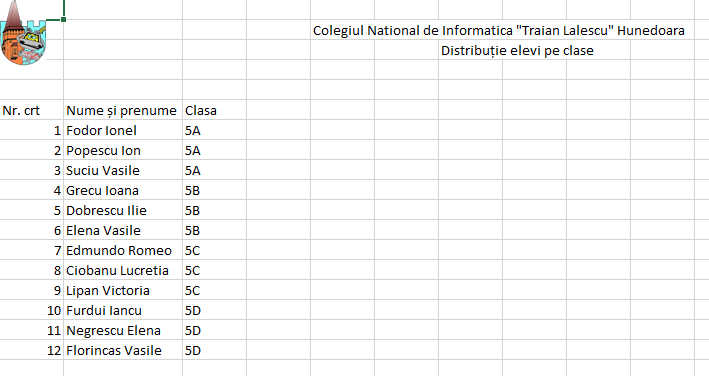 Colegiul National de Informatica "Traian Lalescu" Hunedoara
Distribuție elevi pe clase
Nr. crt Nume și prenume Clasa
1 Fodor Ionel 5A
2 Popescu Ion 5A
3 Suciu Vasile 5A
4 Grecu Ioana 5B
5 Dobrescu Ilie 5B
6 Elena Vasile 5B
7 Edmundo Romeo 5C
8 Ciobanu Lucretia 5C
9 Lipan Victoria 5C
10 Furdui Iancu 5D
11 Negrescu Elena 5D
12 Florincas Vasile 5D